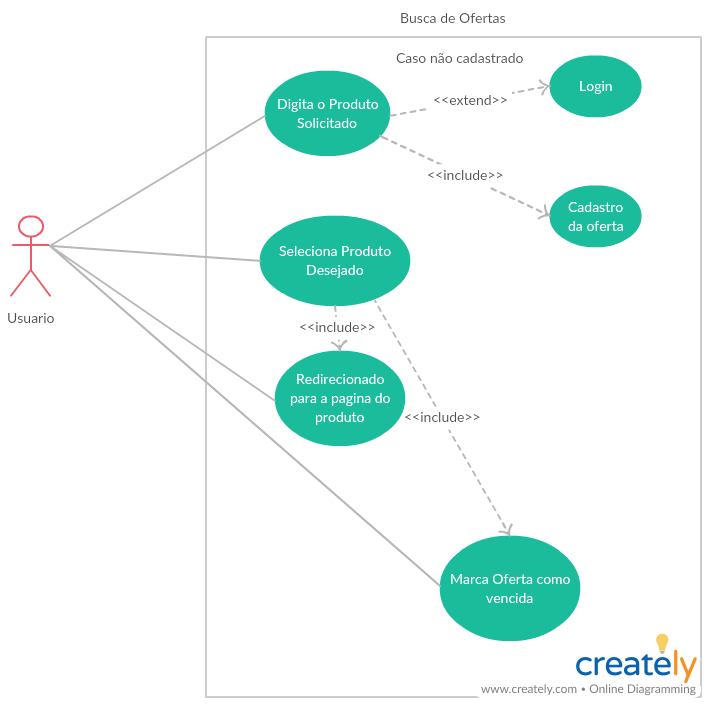 Busca de Ofertas
Caso não cadastrado
Digita o Produto
Solicitado
<<extend>>
Login
<<include>>
Cadastro
da oferta
Seleciona Produto
Desejado
Usuario
<<include>>
Redirecionado
para a pagina do
produto
<<include>>
Marca Oferta como
vencida
creately
www.creately.com • Online Diagramming